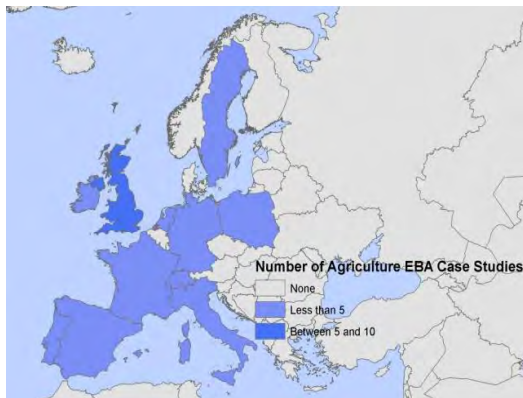 Number of Agriculture EBA Case Studies
None
Less than 5
Between 5 and 10